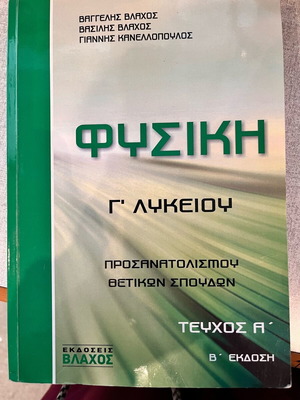 ΒΑΓΓΕΛΗΣ ΒΛΑΧΟΣ
ΒΑΣΙΛΗΣ ΒΛΑΧΟΣ
ΓΙΑΝΝΗΣ ΚΑΝΕΛΛΟΠΟΥΛΟΣ
ΦΥΣΙΚΗ
Γ' ΛΥΚΕΙΟΥ
ΠΡΟΣΑΝΑΤΟΛΙΣΜΟΥ
ΘΕΤΙΚΩΝ ΣΠΟΥΔΩΝ
ΤΕΥΧΟΣ Α΄
Β΄ ΕΚΔΟΣΗ
ΕΚΔΟΣΕΙΣ
ΒΛΑΧΟΣ